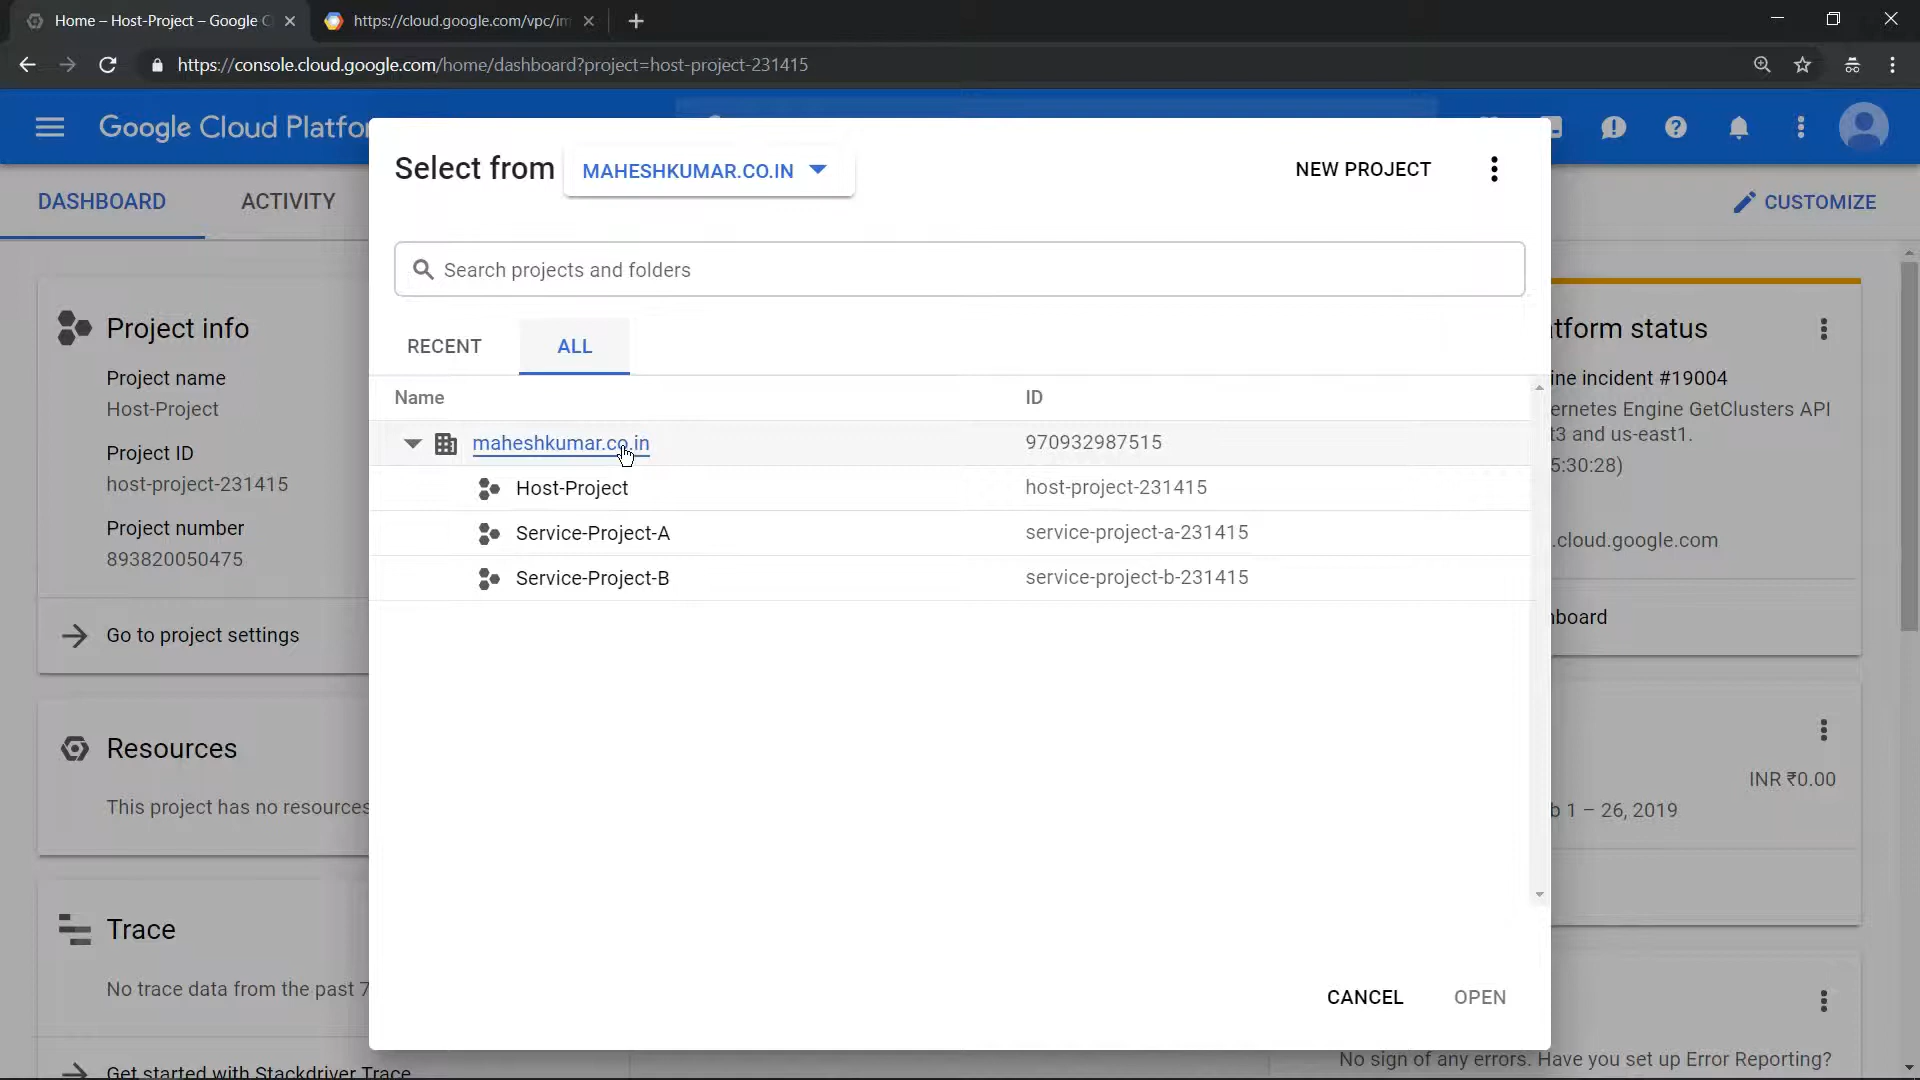 Home – Host-Project – Google C
https://cloud.google.com/vpc/im
https://console.cloud.google.com/home/dashboard?project=host-project-231415
Google Cloud Platfor
DASHBOARD
ACTIVITY
CUSTOMIZE
Select from
MAHESHKUMAR.CO.IN
NEW PROJECT
Search projects and folders
RECENT
ALL
Name
ID
maheshkumar.co.in
970932987515
Host-Project
host-project-231415
Service-Project-A
service-project-a-231415
Service-Project-B
service-project-b-231415
CANCEL
OPEN
Project info
Project name
Host-Project
Project ID
host-project-231415
Project number
893820050475
Go to project settings
Resources
This project has no resources
Trace
No trace data from the past 7
Get started with Stackdriver Trace
tform status
ine incident #19004
ernetes Engine GetClusters API
t3 and us-east1.
5:30:28)
.cloud.google.com
board
INR ₹0.00
b 1 – 26, 2019
No sign of any errors. Have you set up Error Reporting?